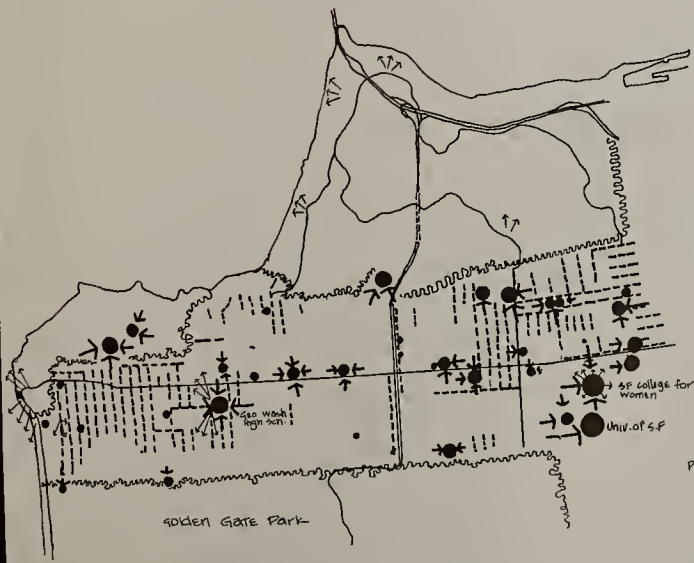 Geo wash
high sch.
SF college for
women
Univ. of S.F
Golden Gate Park
P